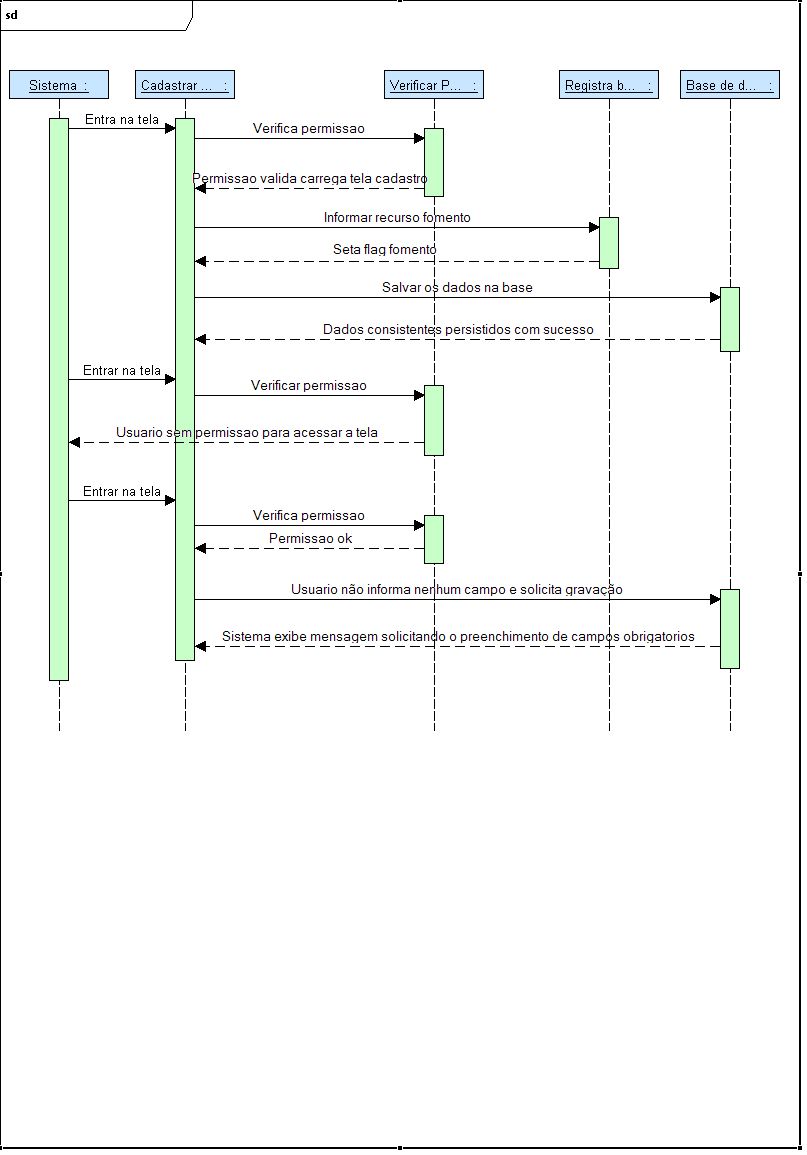 sd
Sistema :
Cadastrar ... :
Verificar P... :
Registra b... :
Base de d... :
Entra na tela
Verifica permissao
Permissao valida carrega tela cadastro
Informar recurso fomento
Seta flag fomento
Salvar os dados na base
Dados consistentes persistidos com sucesso
Entrar na tela
Verificar permissao
Usuario sem permissao para acessar a tela
Entrar na tela
Verifica permissao
Permissao ok
Usuario não informa nenhum campo e solicita gravação
Sistema exibe mensagem solicitando o preenchimento de campos obrigatorios